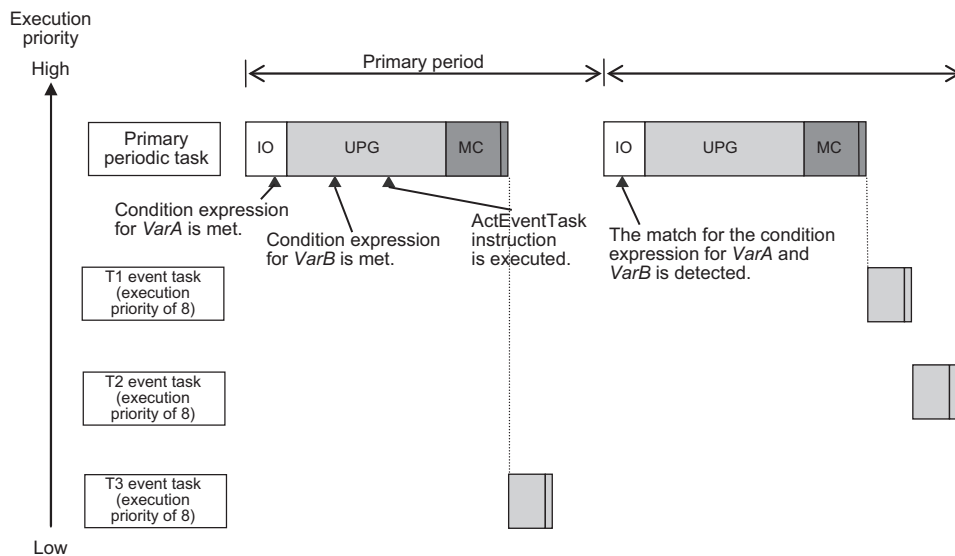 Execution
priority
High
Primary period
Primary
periodic task
IO
UPG
MC
IO
UPG
MC
Condition expression
for VarA is met.
Condition expression
for VarB is met.
ActEventTask
instruction
is executed.
The match for the condition
expression for VarA and
VarB is detected.
T1 event task
(execution
priority of 8)
T2 event task
(execution
priority of 8)
T3 event task
(execution
priority of 8)
Low